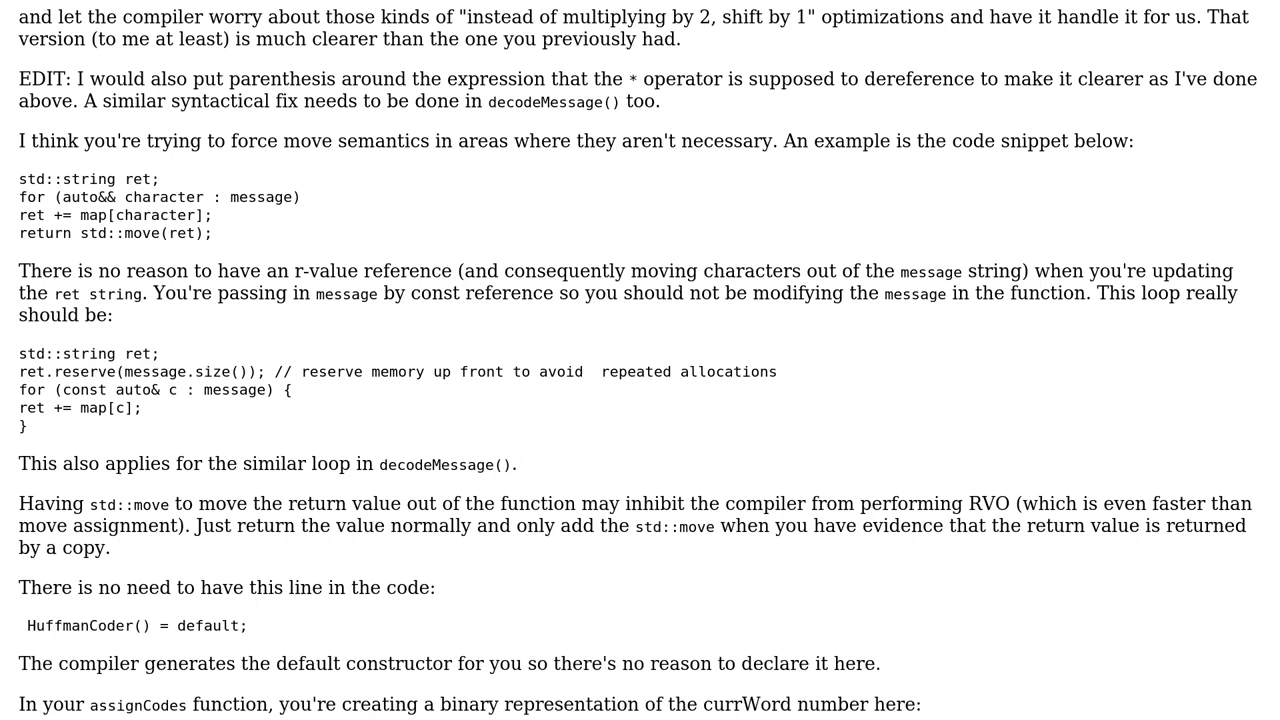 and let the compiler worry about those kinds of "instead of multiplying by 2, shift by 1" optimizations and have it handle it for us. That
version (to me at least) is much clearer than the one you previously had.
EDIT: I would also put parenthesis around the expression that the * operator is supposed to dereference to make it clearer as I've done
above. A similar syntactical fix needs to be done in decodeMessage() too.
I think you're trying to force move semantics in areas where they aren't necessary. An example is the code snippet below:
std::string ret;
for (auto&& character : message)
ret += map[character];
return std::move(ret);
There is no reason to have an r-value reference (and consequently moving characters out of the message string) when you're updating
the ret string. You're passing in message by const reference so you should not be modifying the message in the function. This loop really
should be:
std::string ret;
ret.reserve(message.size()); // reserve memory up front to avoid  repeated allocations
for (const auto& c : message) {
ret += map[c];
}
This also applies for the similar loop in decodeMessage().
Having std::move to move the return value out of the function may inhibit the compiler from performing RVO (which is even faster than
move assignment). Just return the value normally and only add the std::move when you have evidence that the return value is returned
by a copy.
There is no need to have this line in the code:
HuffmanCoder() = default;
The compiler generates the default constructor for you so there's no reason to declare it here.
In your assignCodes function, you're creating a binary representation of the currWord number here: